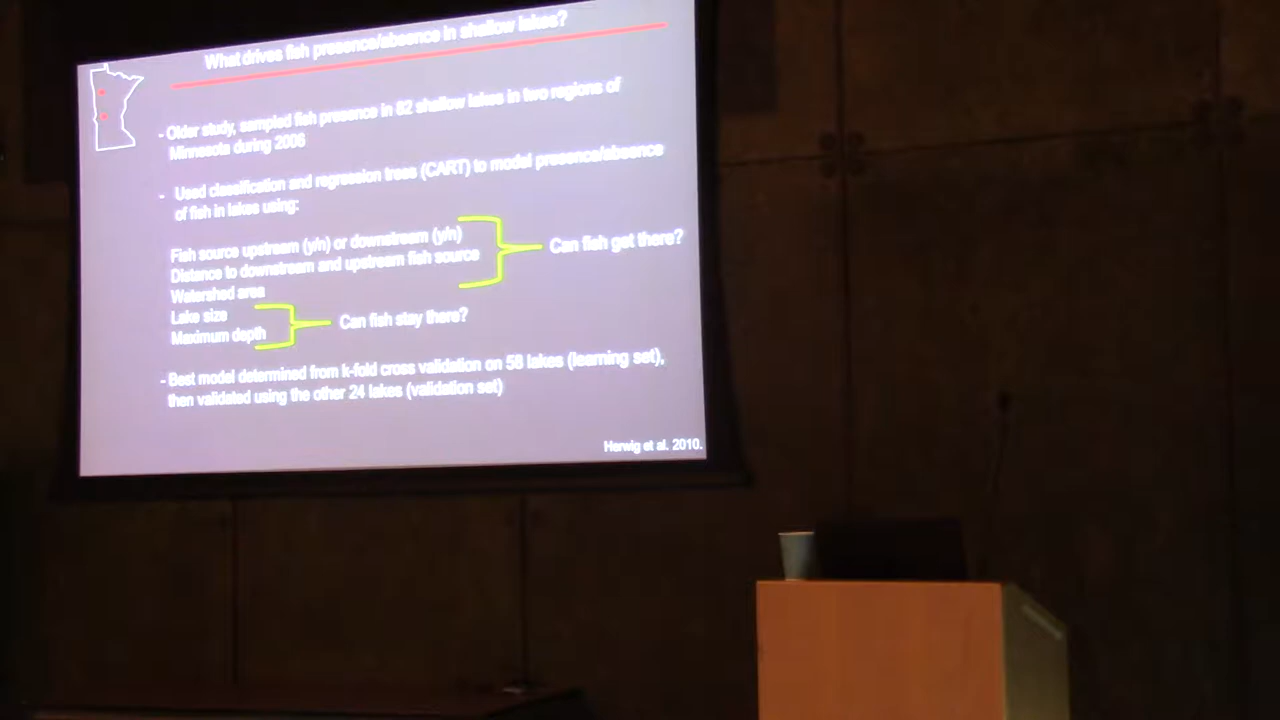 What drives fish presence/absence in shallow lakes?
- Older study, sampled fish presence in 82 shallow lakes in two regions of
Minnesota during 2006
- Used classification and regression trees (CART) to model presence/absence
of fish in lakes using:
Fish source upstream (y/n) or downstream (y/n)
Distance to downstream and upstream fish source
Watershed area
Can fish get there?
Lake size
Maximum depth
Can fish stay there?
- Best model determined from k-fold cross validation on 58 lakes (learning set),
then validated using the other 24 lakes (validation set)
Herwig et al. 2010.